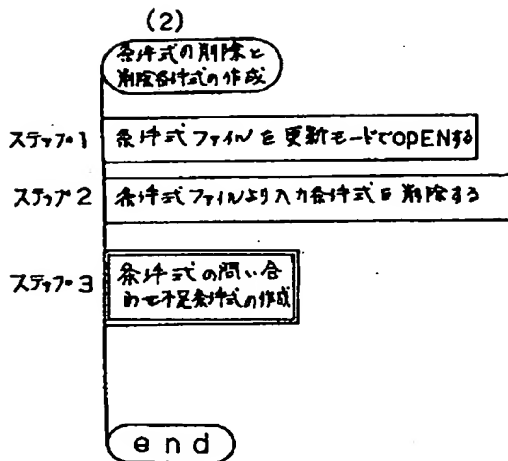 (2)
条件式の削除と
削除条件式の作成
ステップ1 条件式ファイルを更新モードでOPENする
ステップ2 条件式ファイルより入力条件式を削除する
ステップ3 条件式の問い合
わせ不足条件式の作成
end